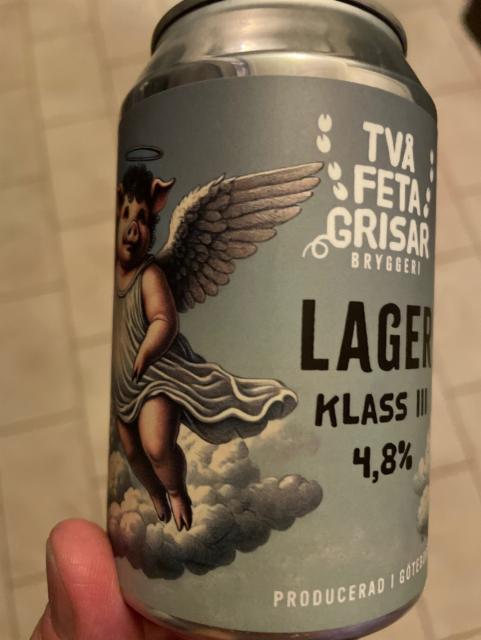 TVÅ
FETA
GRISAR
BRYGGERI
LAGER
KLASS III
4,8%
PRODUCERAD I